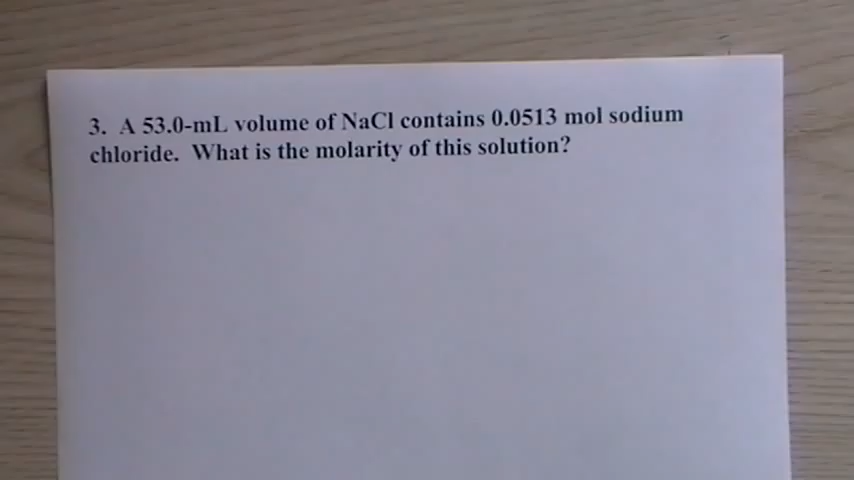 3. A 53.0-mL volume of NaCl contains 0.0513 mol sodium
chloride. What is the molarity of this solution?